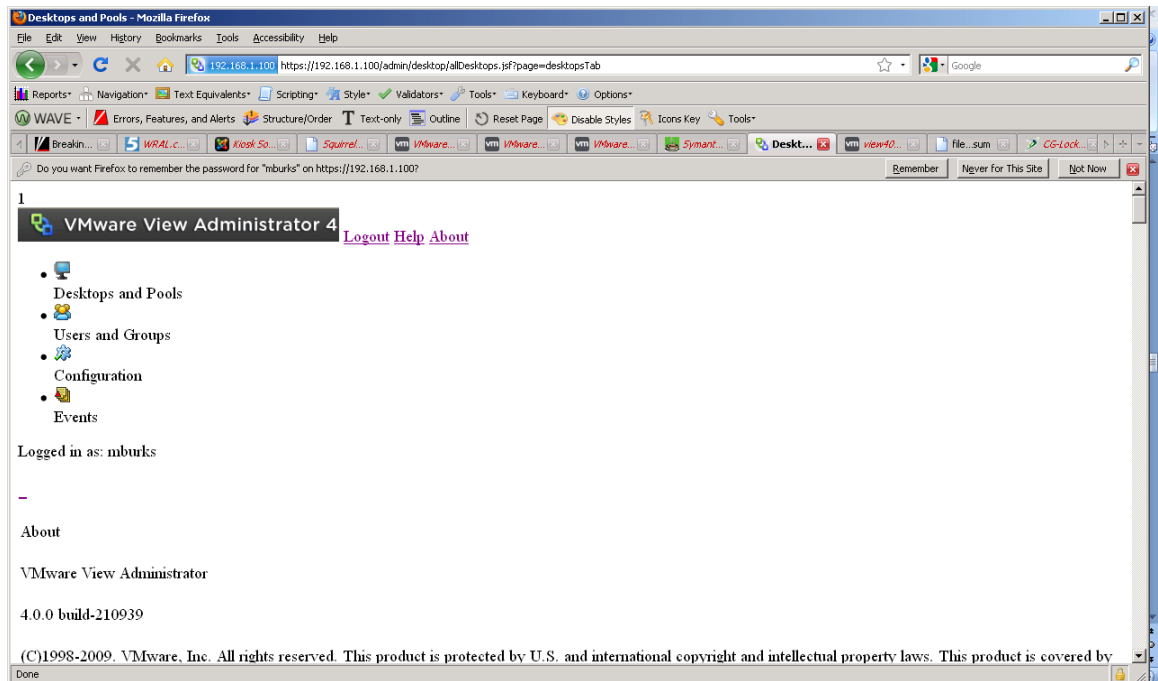 Desktops and Pools - Mozilla Firefox
File Edit View History Bookmarks Tools Accessibility Help
192.168.1.100 https://192.168.1.100/admin/desktop/allDesktops.jsf?page=desktopsTab Google
Reports Navigation Text Equivalents Scripting Style Validators Tools Keyboard Options
WAVE Errors, Features, and Alerts Structure/Order Text-only Outline Reset Page Disable Styles Icons Key Tools
Breakin... WRAL.c... Kiosk So... Squirrel... VMware... VMware... VMware... Symant... Deskt... view40... file...sum CG-Lock...
Do you want Firefox to remember the password for "mburks" on https://192.168.1.100? Remember Never for This Site Not Now
1
VMware View Administrator 4 Logout Help About
Desktops and Pools
Users and Groups
Configuration
Events
Logged in as: mburks
About
VMware View Administrator
4.0.0 build-210939
(C)1998-2009. VMware, Inc. All rights reserved. This product is protected by U.S. and international copyright and intellectual property laws. This product is covered by
Done